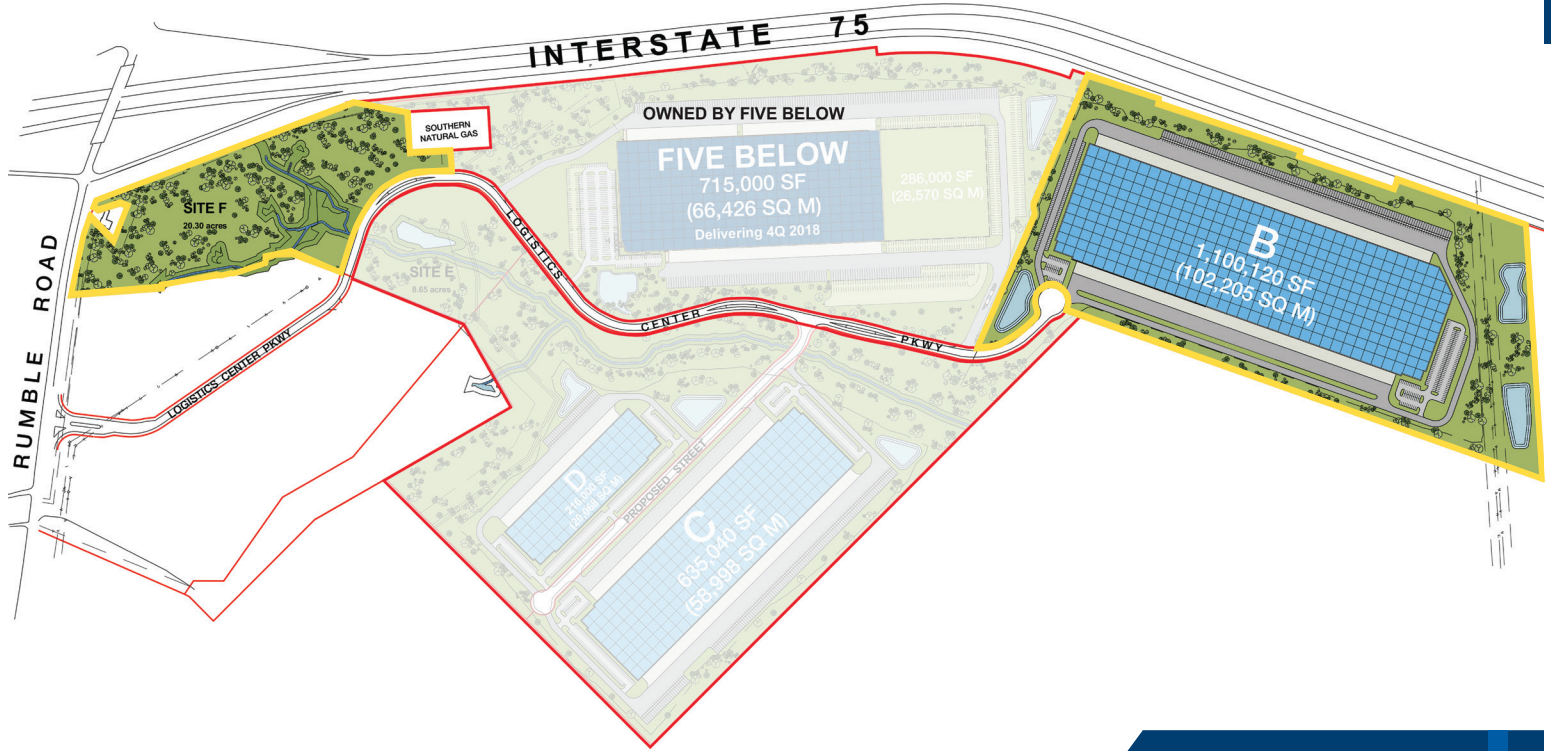 INTERSTATE 75
OWNED BY FIVE BELOW
SOUTHERN
NATURAL GAS
FIVE BELOW
715,000 SF
(66,426 SQ M)
Delivering 4Q 2018
286,000 SF
(26,570 SQ M)
B
1,100,120 SF
(102,205 SQ M)
SITE F
20.30 acres
RUMBLE ROAD
LOGISTICS CENTER PKWY
SITE E
8.65 acres
LOGISTICS CENTER PKWY
D
PROPOSED STREET
C
635,040 SF
(58,998 SQ M)